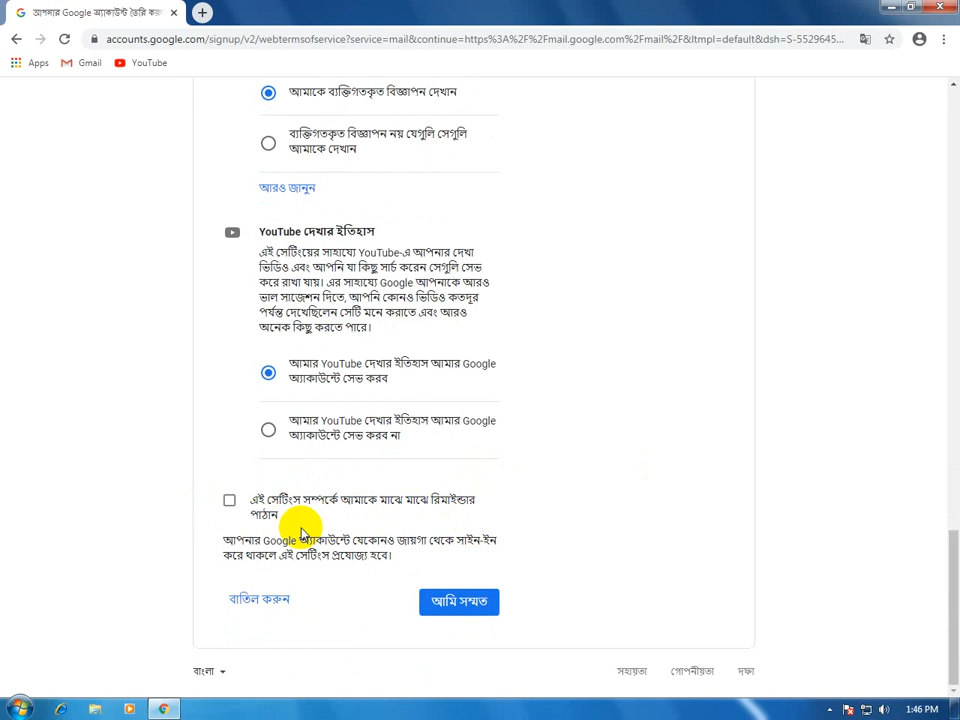 আপনার Google অ্যাকাউন্ট তৈরি কর
accounts.google.com/signup/v2/webtermsofservice?service=mail&continue=https%3A%2F%2Fmail.google.com%2Fmail%2F&ltmpl=default&dsh=S-5529645...
Apps Gmail YouTube
আমাকে ব্যক্তিগতকৃত বিজ্ঞাপন দেখান
ব্যক্তিগতকৃত বিজ্ঞাপন নয় যেগুলি সেগুলি
আমাকে দেখান
আরও জানুন
YouTube দেখার ইতিহাস
এই সেটিংয়ের সাহায্যে YouTube-এ আপনার দেখা
ভিডিও এবং আপনি যা কিছু সার্চ করেন সেগুলি সেভ
করে রাখা যায়। এর সাহায্যে Google আপনাকে আরও
ভাল সাজেশন দিতে, আপনি কোনও ভিডিও কতদূর
পর্যন্ত দেখেছিলেন সেটি মনে করাতে এবং আরও
অনেক কিছু করতে পারে।
আমার YouTube দেখার ইতিহাস আমার Google
অ্যাকাউন্টে সেভ করব
আমার YouTube দেখার ইতিহাস আমার Google
অ্যাকাউন্টে সেভ করব না
এই সেটিংস সম্পর্কে আমাকে মাঝে মাঝে রিমাইন্ডার
পাঠান
আপনার Google অ্যাকাউন্টে যেকোনও জায়গা থেকে সাইন-ইন
করে থাকলে এই সেটিংস প্রযোজ্য হবে।
বাতিল করুন আমি সম্মত
বাংলা সহায়তা গোপনীয়তা দফা
1:46 PM